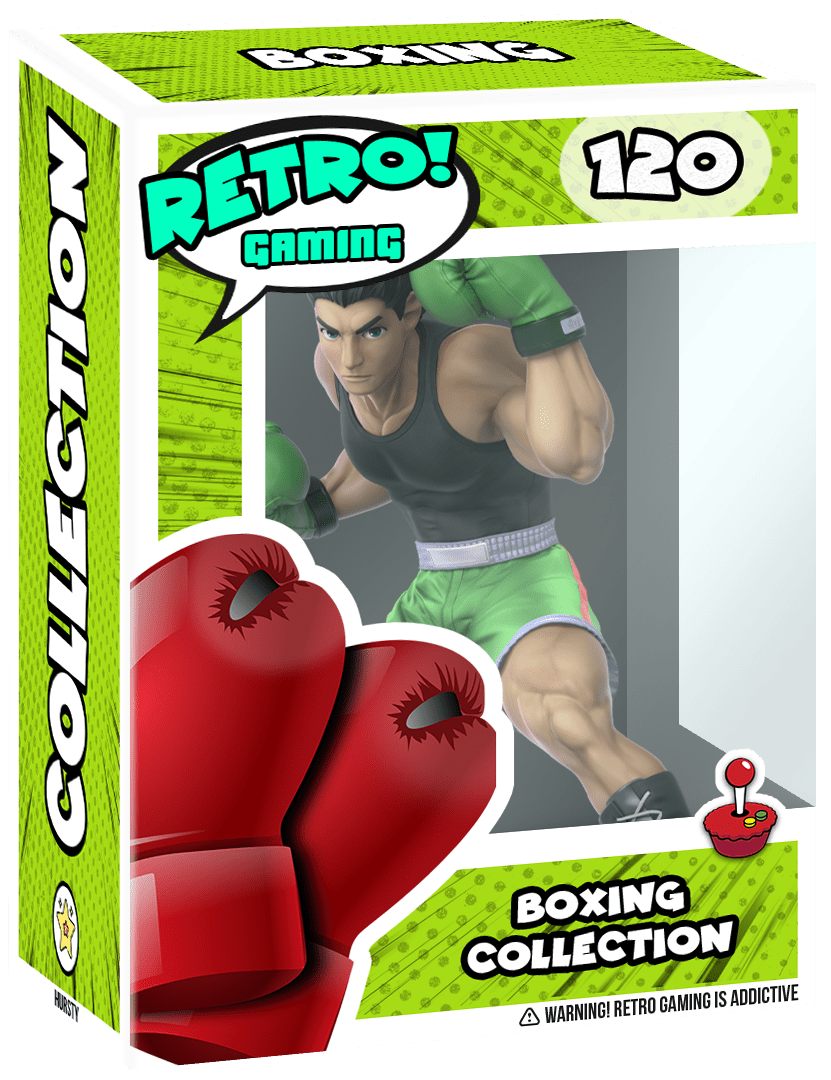 BOXING
RETRO!
GAMING
120
COLLECTION
BOXING
COLLECTION
WARNING! RETRO GAMING IS ADDICTIVE
HURSTY